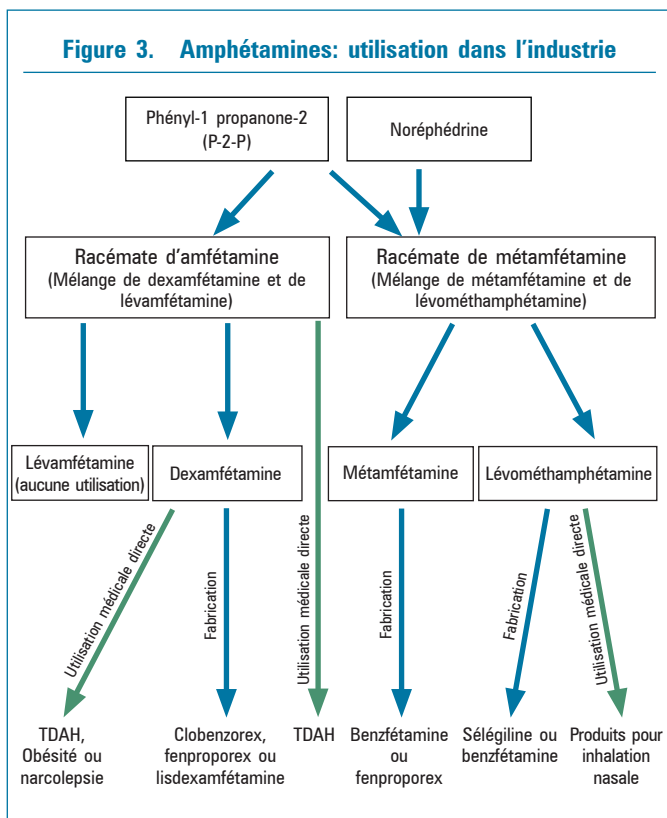 Figure 3. Amphétamines: utilisation dans l'industrie
Phényl-1 propanone-2
(P-2-P)
Noréphédrine
Racémate d'amfétamine
(Mélange de dexamfétamine et de
lévamfétamine)
Racémate de métamfétamine
(Mélange de métamfétamine et de
lévométhamphétamine)
Lévamfétamine
(aucune utilisation)
Dexamfétamine
Métamfétamine
Lévométhamphétamine
Utilisation médicale directe
Fabrication
Utilisation médicale directe
Fabrication
Fabrication
Utilisation médicale directe
TDAH,
Obésité ou
narcolepsie
Clobenzorex,
fenproporex ou
lisdexamfétamine
TDAH
Benzfétamine
ou
fenproporex
Sélégiline ou
benzfétamine
Produits pour
inhalation
nasale